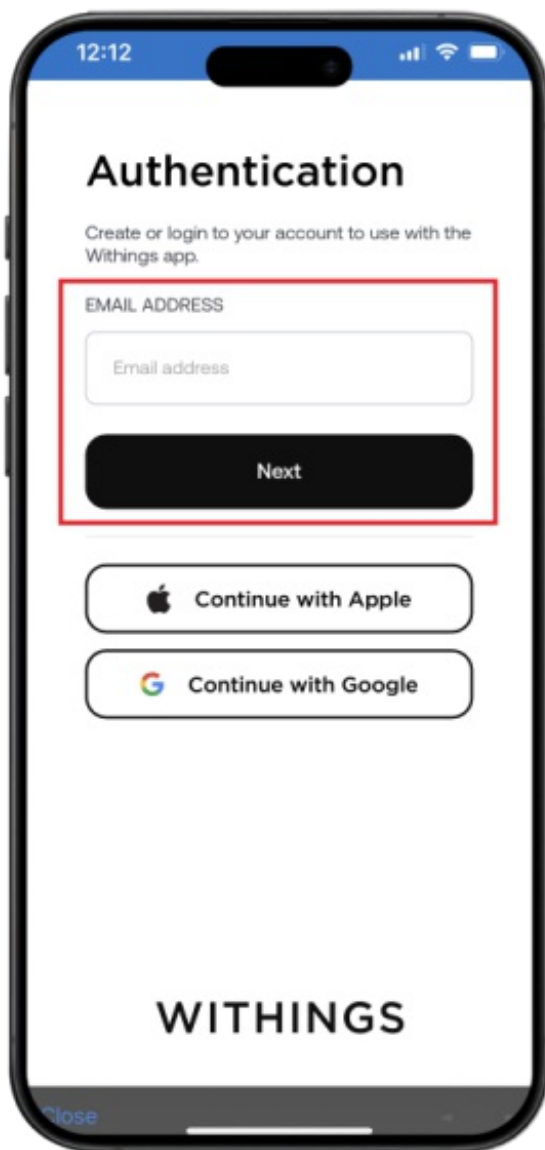 12:12
Authentication
Create or login to your account to use with the
Withings app.
EMAIL ADDRESS
Email address
Next
Continue with Apple
Continue with Google
WITHINGS
Close